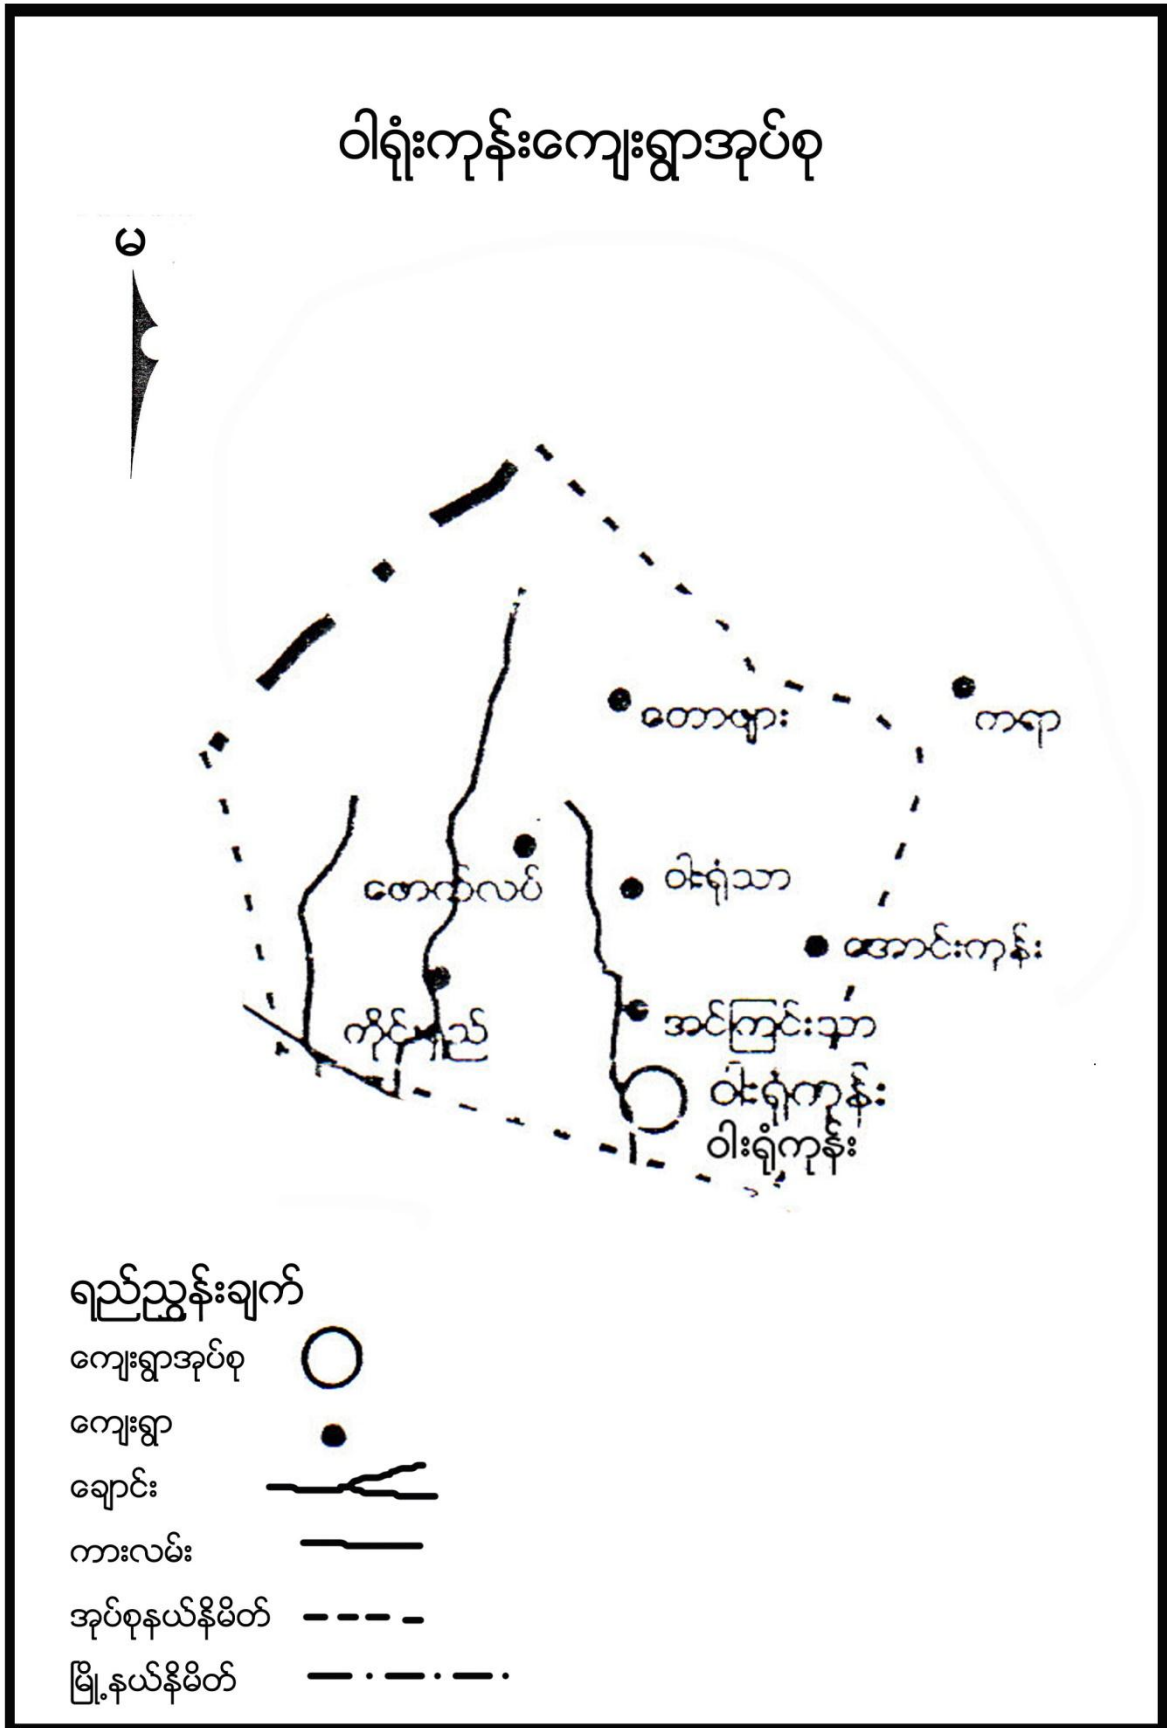 ဝါရုံးကုန်းကျေးရွာအုပ်စု
မ
တောဖျား
ကရာ
ဖောက်လပ်
ဝါးရုံသာ
အောင်းကုန်း
ကိုင်းရှည်
အင်ကြင်းသာ
ဝါးရုံကုန်း
ဝါးရုံကုန်း
ရည်ညွှန်းချက်
ကျေးရွာအုပ်စု
ကျေးရွာ
ချောင်း
ကားလမ်း
အုပ်စုနယ်နိမိတ်
မြို့နယ်နိမိတ်